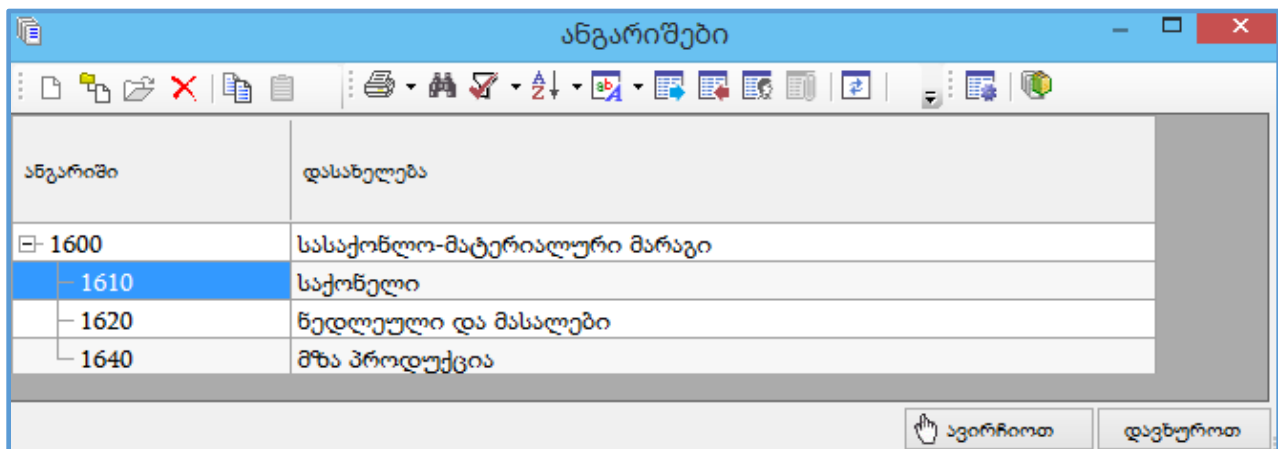 ანგარიშები
ანგარიში დასახელება
1600 სასაქონლო-მატერიალური მარაგი
1610 საქონელი
1620 ნედლეული და მასალები
1640 მზა პროდუქცია
ავირჩიოთ დავხუროთ